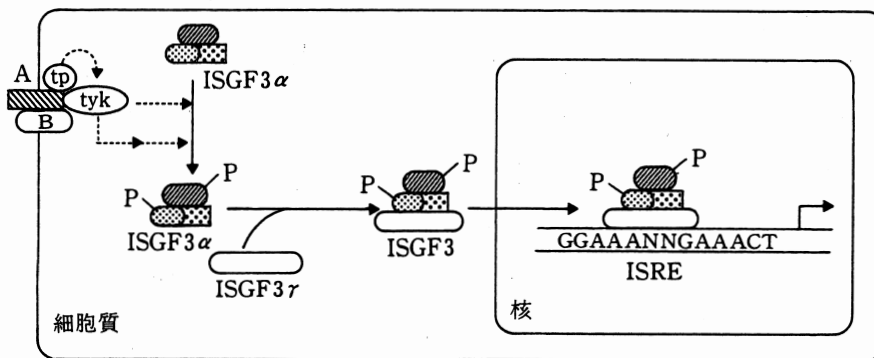 A
tp
tyk
B
ISGF3α
P
P
ISGF3α
ISGF3γ
P
ISGF3
P
GGAAANNGAAACT
ISRE
細胞質
核